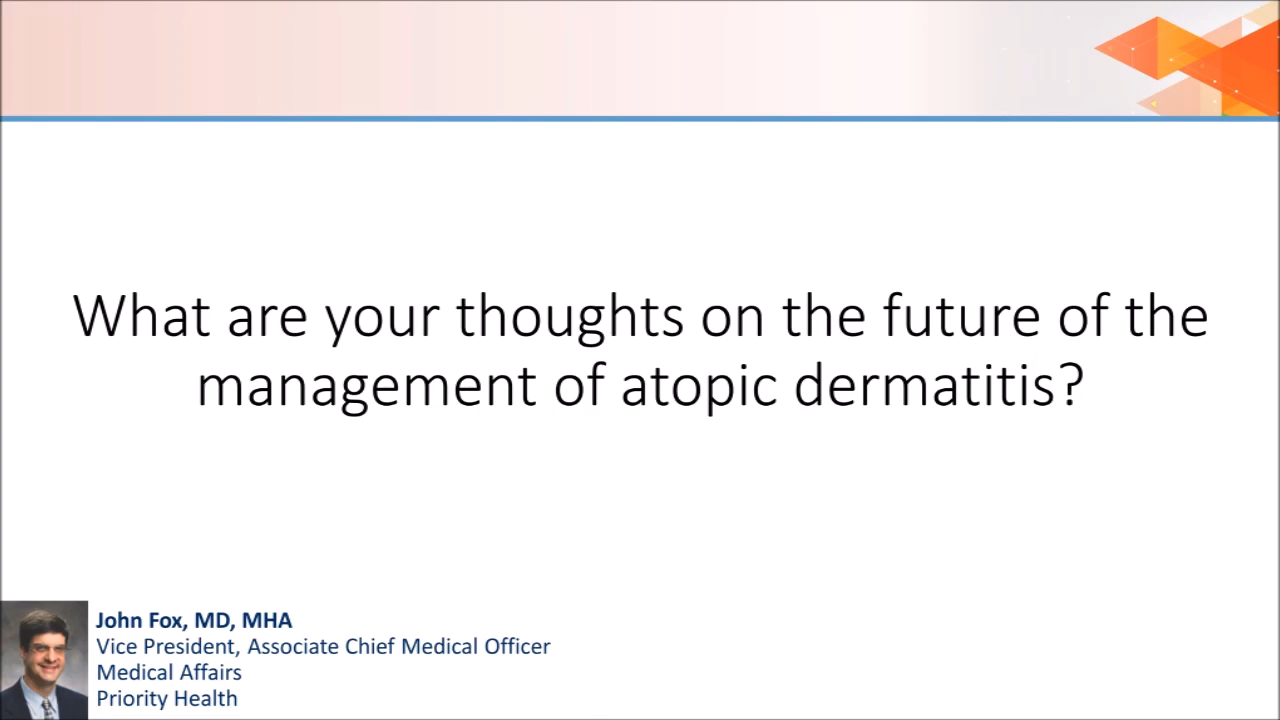 What are your thoughts on the future of the
management of atopic dermatitis?
John Fox, MD, MHA
Vice President, Associate Chief Medical Officer
Medical Affairs
Priority Health